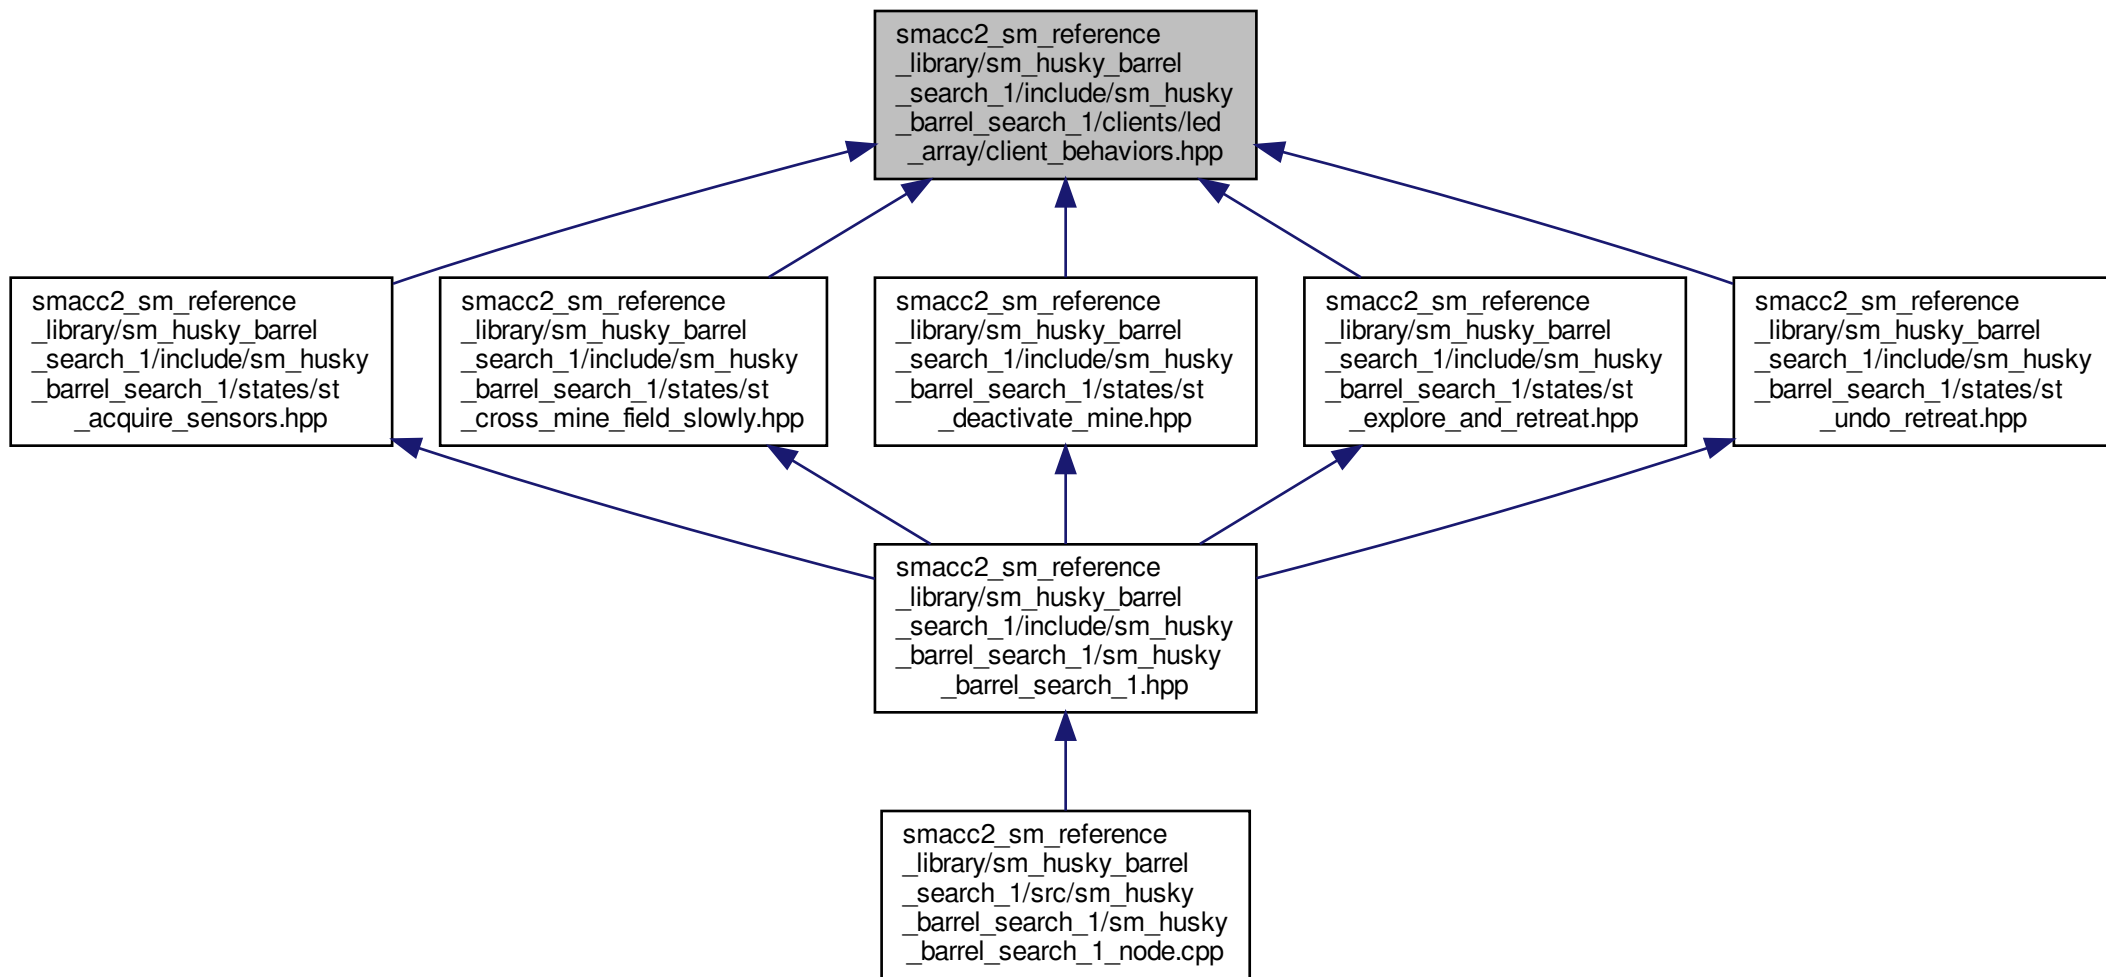 smacc2_sm_reference
_library/sm_husky_barrel
_search_1/include/sm_husky
_barrel_search_1/clients/led
_array/client_behaviors.hpp
smacc2_sm_reference
_library/sm_husky_barrel
_search_1/include/sm_husky
_barrel_search_1/states/st
_acquire_sensors.hpp
smacc2_sm_reference
_library/sm_husky_barrel
_search_1/include/sm_husky
_barrel_search_1/states/st
_cross_mine_field_slowly.hpp
smacc2_sm_reference
_library/sm_husky_barrel
_search_1/include/sm_husky
_barrel_search_1/states/st
_deactivate_mine.hpp
smacc2_sm_reference
_library/sm_husky_barrel
_search_1/include/sm_husky
_barrel_search_1/states/st
_explore_and_retreat.hpp
smacc2_sm_reference
_library/sm_husky_barrel
_search_1/include/sm_husky
_barrel_search_1/states/st
_undo_retreat.hpp
smacc2_sm_reference
_library/sm_husky_barrel
_search_1/include/sm_husky
_barrel_search_1/sm_husky
_barrel_search_1.hpp
smacc2_sm_reference
_library/sm_husky_barrel
_search_1/src/sm_husky
_barrel_search_1/sm_husky
_barrel_search_1_node.cpp